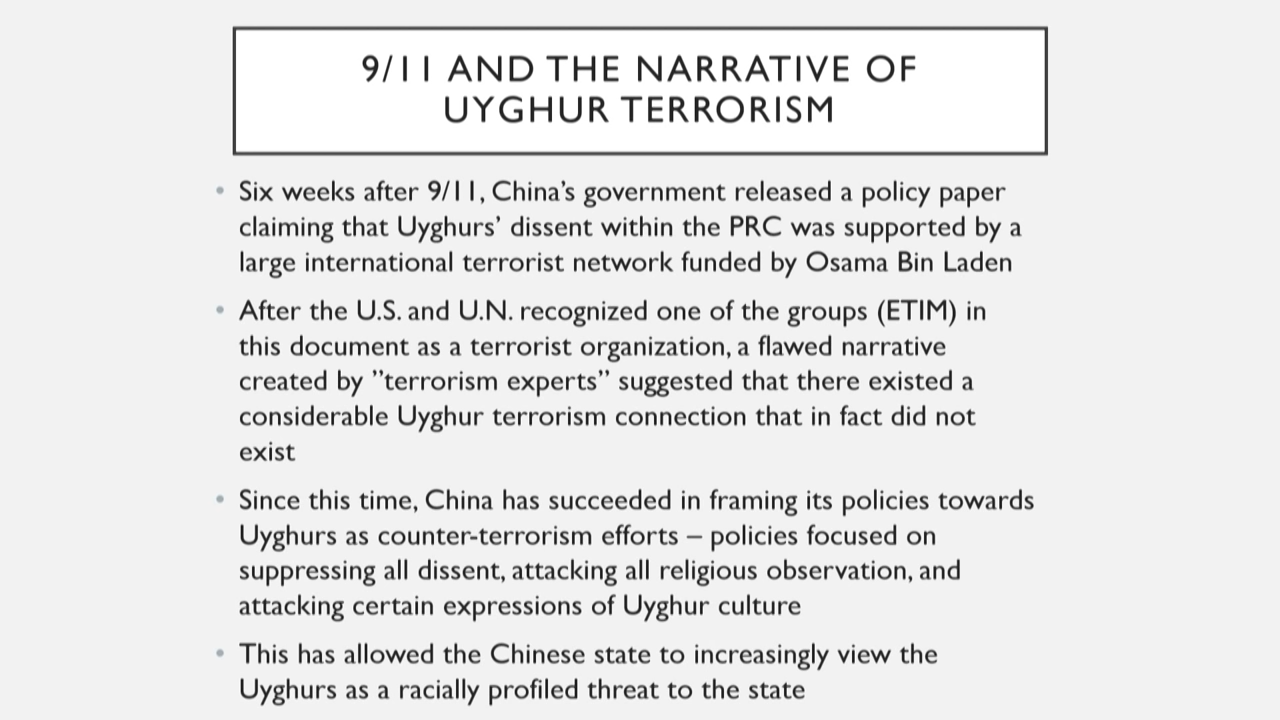 9/11 AND THE NARRATIVE OF
UYGHUR TERRORISM
• Six weeks after 9/11, China’s government released a policy paper
claiming that Uyghurs’ dissent within the PRC was supported by a
large international terrorist network funded by Osama Bin Laden
• After the U.S. and U.N. recognized one of the groups (ETIM) in
this document as a terrorist organization, a flawed narrative
created by ”terrorism experts” suggested that there existed a
considerable Uyghur terrorism connection that in fact did not
exist
• Since this time, China has succeeded in framing its policies towards
Uyghurs as counter-terrorism efforts – policies focused on
suppressing all dissent, attacking all religious observation, and
attacking certain expressions of Uyghur culture
• This has allowed the Chinese state to increasingly view the
Uyghurs as a racially profiled threat to the state